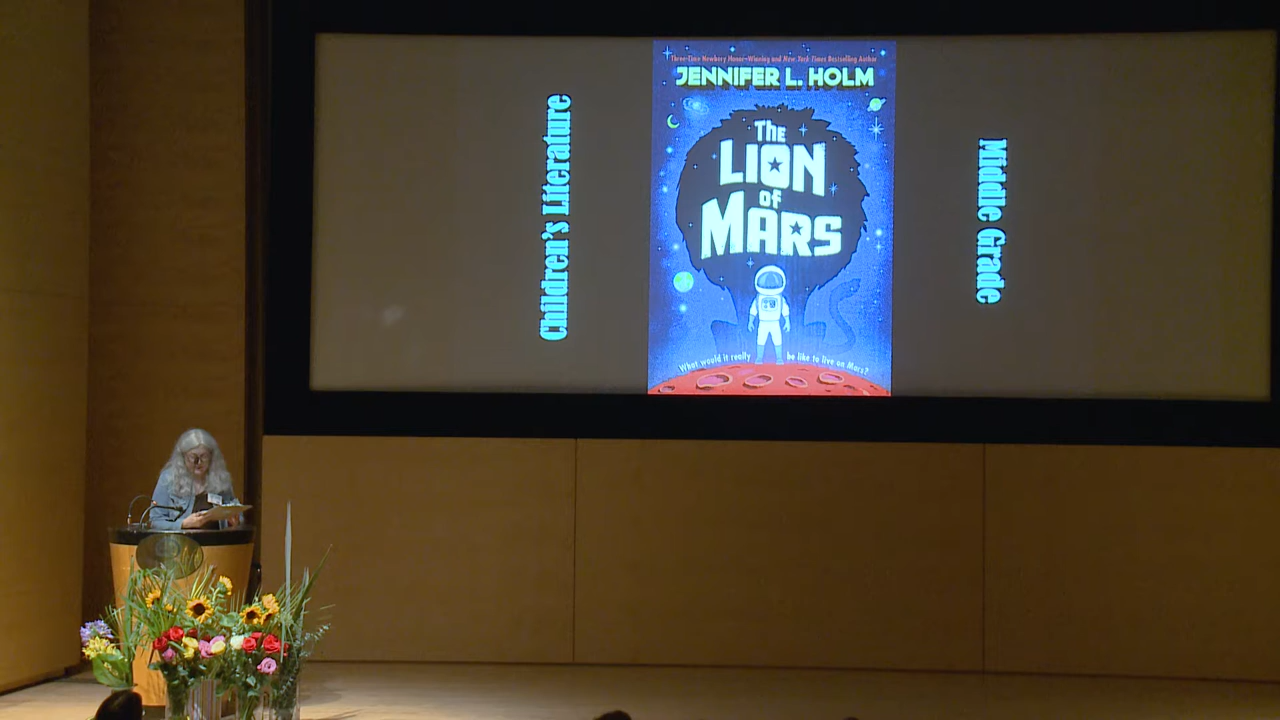 Children's Literature
Three-Time Newbery Honor–Winning and New York Times Bestselling Author
JENNIFER L. HOLM
The
LION
of
MARS
What would it really be like to live on Mars?
Middle Grade